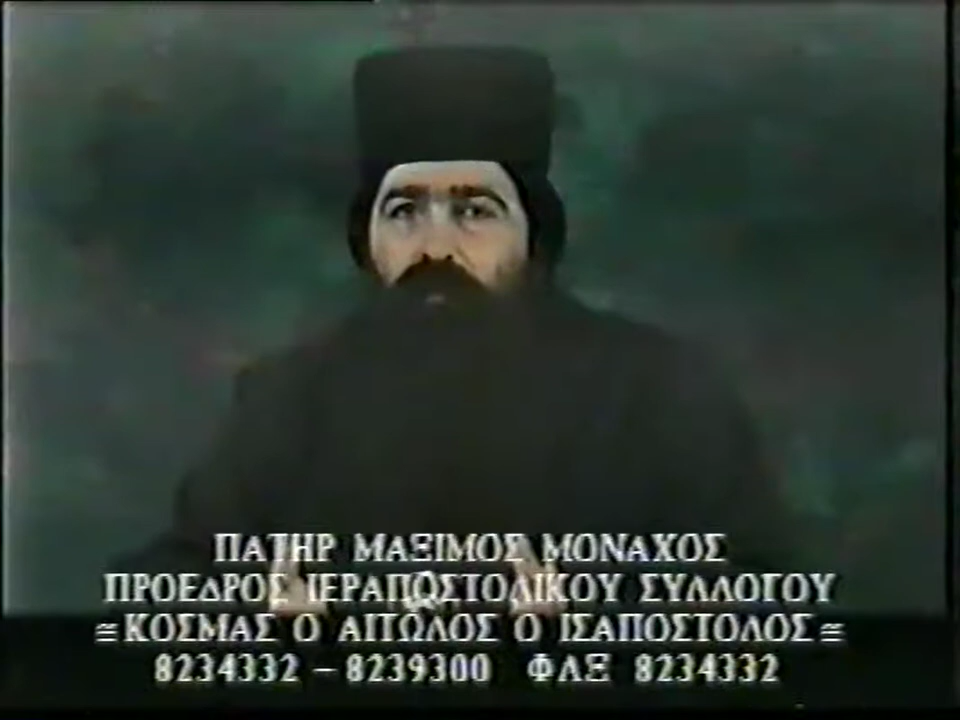 ΠΑΤΗΡ ΜΑΞΙΜΟΣ ΜΟΝΑΧΟΣ
ΠΡΟΕΔΡΟΣ ΙΕΡΑΠΟΣΤΟΛΙΚΟΥ ΣΥΛΛΟΓΟΥ
≅ΚΟΣΜΑΣ Ο ΑΙΤΩΛΟΣ Ο ΙΣΑΠΟΣΤΟΛΟΣ≅
8234332 – 8239300 ΦΑΞ 8234332